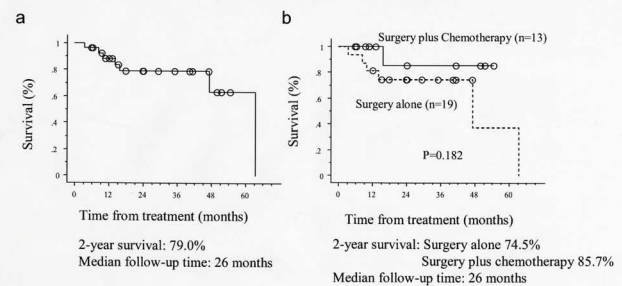 a
Survival (%)
1
.8
.6
.4
.2
0
0 12 24 36 48 60
Time from treatment (months)
2-year survival: 79.0%
Median follow-up time: 26 months
b
Surgery plus Chemotherapy (n=13)
Survival (%)
1
.8
.6
.4
.2
0
Surgery alone (n=19)
P=0.182
0 12 24 36 48 60
Time from treatment (months)
2-year survival: Surgery alone 74.5%
Surgery plus chemotherapy 85.7%
Median follow-up time: 26 months